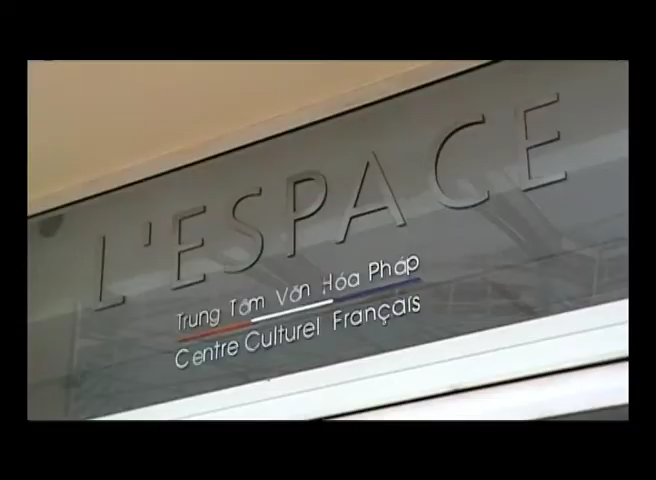 L'ESPACE
Trung Tâm Văn Hóa Pháp
Centre Culturel Français